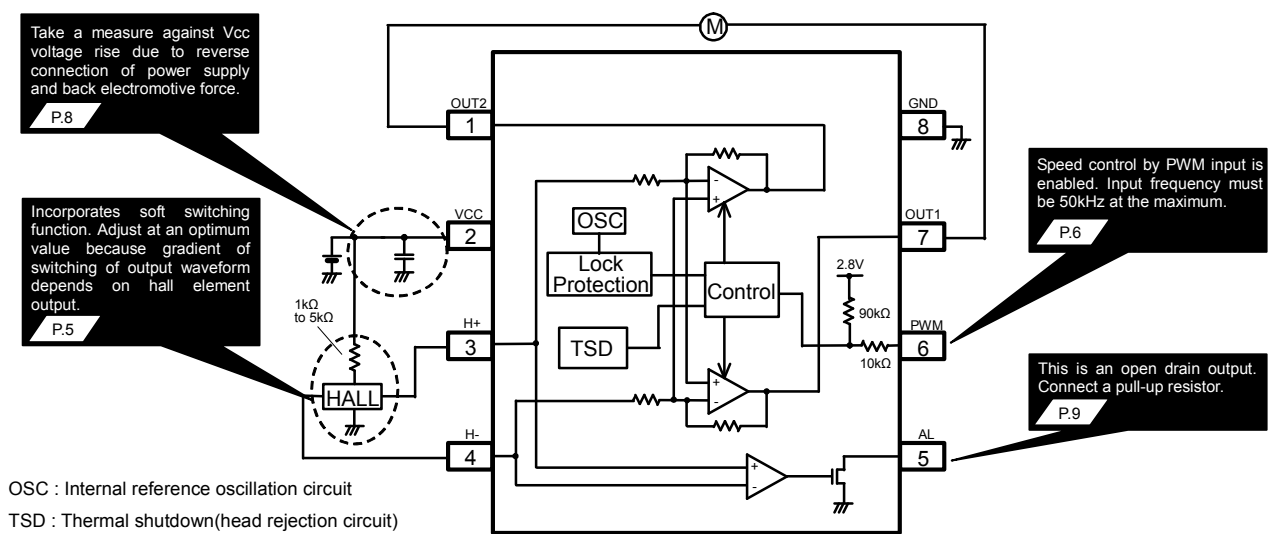 Take a measure against Vcc
voltage rise due to reverse
connection of power supply
and back electromotive force.
P.8
Incorporates soft switching
function. Adjust at an optimum
value because gradient of
switching of output waveform
depends on hall element
output.
P.5
M
OUT2
1
VCC
2
1kΩ
to 5kΩ
HALL
H+
3
H-
4
OSC
Lock
Protection
TSD
Control
-
+
+
-
+
-
2.8V
90kΩ
10kΩ
GND
8
OUT1
7
PWM
6
AL
5
Speed control by PWM input is
enabled. Input frequency must
be 50kHz at the maximum.
P.6
This is an open drain output.
Connect a pull-up resistor.
P.9
OSC : Internal reference oscillation circuit
TSD : Thermal shutdown(head rejection circuit)